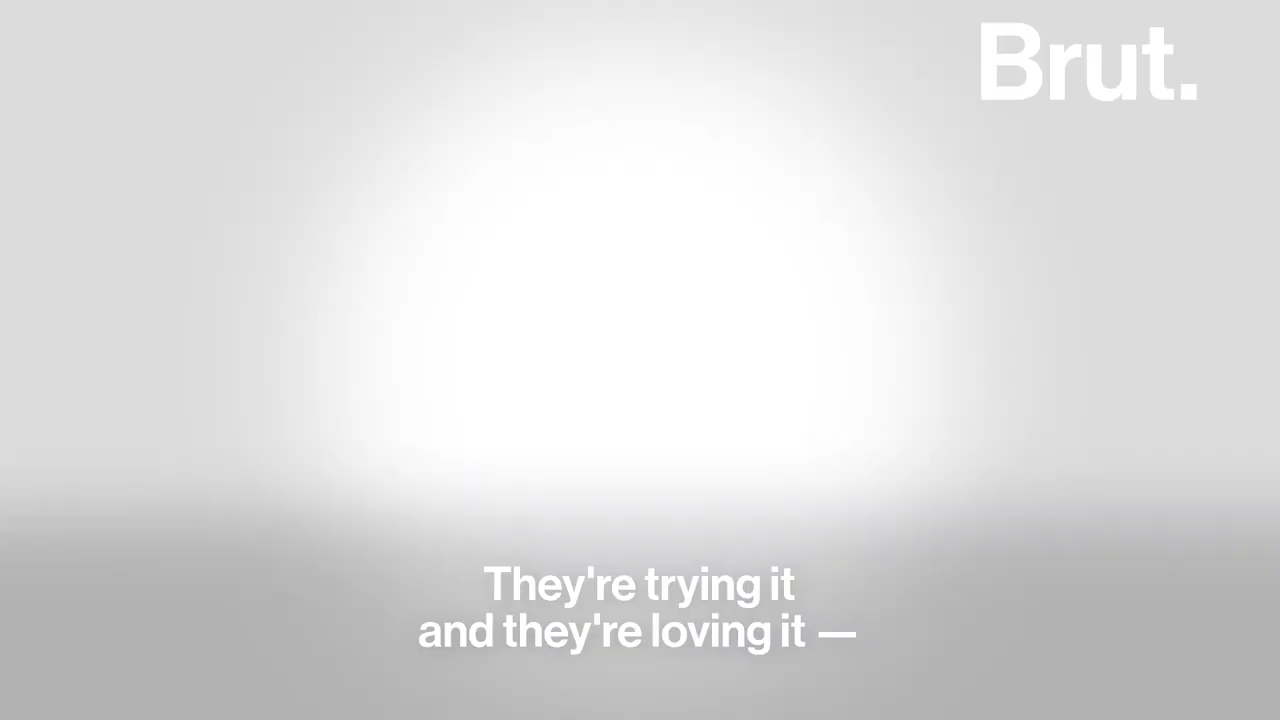 Brut.
They're trying it
and they're loving it —